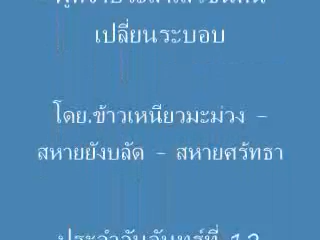 เปลี่ยนระบอบ
โดย.ข้าวเหนียวมะม่วง -
สหายยังบลัด - สหายศรัทธา
ประจำวันจันทร์ที่